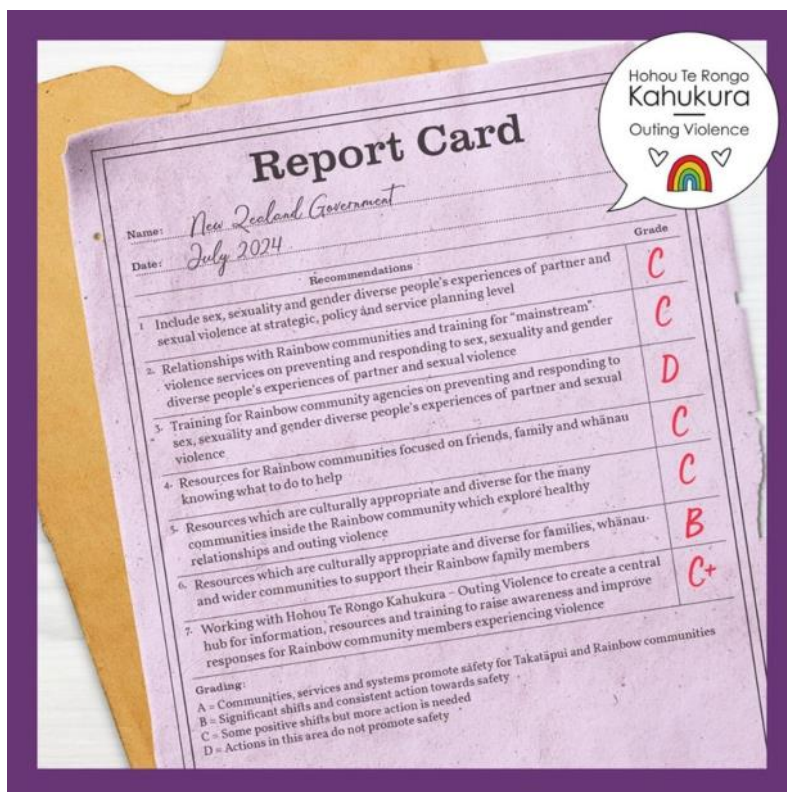 Hohou Te Rongo
Kahukura
Outing Violence
Report Card
Name: New Zealand Government
Date: July 2024
Recommendations
Grade
1 Include sex, sexuality and gender diverse people's experiences of partner and
sexual violence at strategic, policy and service planning level
C
2. Relationships with Rainbow communities and training for "mainstream"
violence services on preventing and responding to sex, sexuality and gender
diverse people's experiences of partner and sexual violence
C
3. Training for Rainbow community agencies on preventing and responding to
sex, sexuality and gender diverse people's experiences of partner and sexual
violence
D
4. Resources for Rainbow communities focused on friends, family and whānau
knowing what to do to help
C
5. Resources which are culturally appropriate and diverse for the many
communities inside the Rainbow community which explore healthy
relationships and outing violence
C
6. Resources which are culturally appropriate and diverse for families, whānau
and wider communities to support their Rainbow family members
B
7. Working with Hohou Te Rongo Kahukura – Outing Violence to create a central
hub for information, resources and training to raise awareness and improve
responses for Rainbow community members experiencing violence
C+
Grading:
A = Communities, services and systems promote safety for Takatāpui and Rainbow communities
B = Significant shifts and consistent action towards safety
C = Some positive shifts but more action is needed
D = Actions in this area do not promote safety